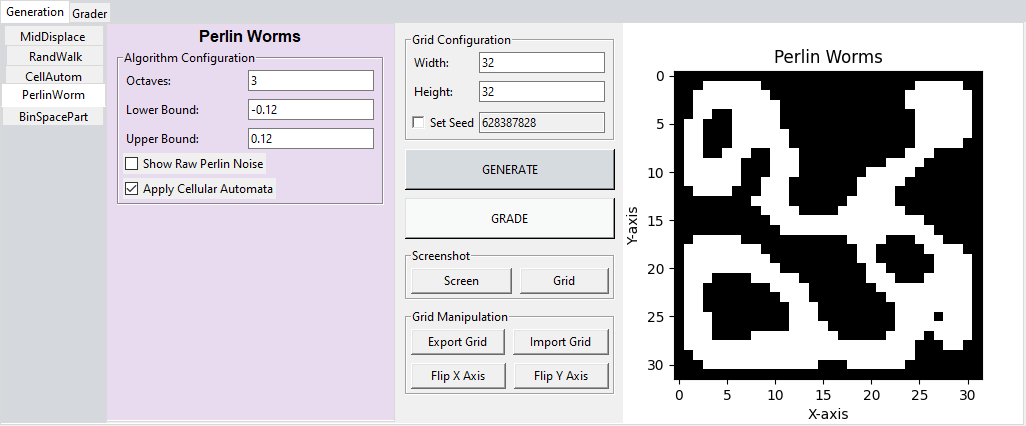 Generation Grader
MidDisplace
RandWalk
CellAutom
PerlinWorm
BinSpacePart
Perlin Worms
Algorithm Configuration
Octaves: 3
Lower Bound: -0.12
Upper Bound: 0.12
Show Raw Perlin Noise
Apply Cellular Automata
Grid Configuration
Width: 32
Height: 32
Set Seed 628387828
GENERATE
GRADE
Screenshot
Screen Grid
Grid Manipulation
Export Grid Import Grid
Flip X Axis Flip Y Axis
Perlin Worms
Y-axis
0
5
10
15
20
25
30
0 5 10 15 20 25 30
X-axis